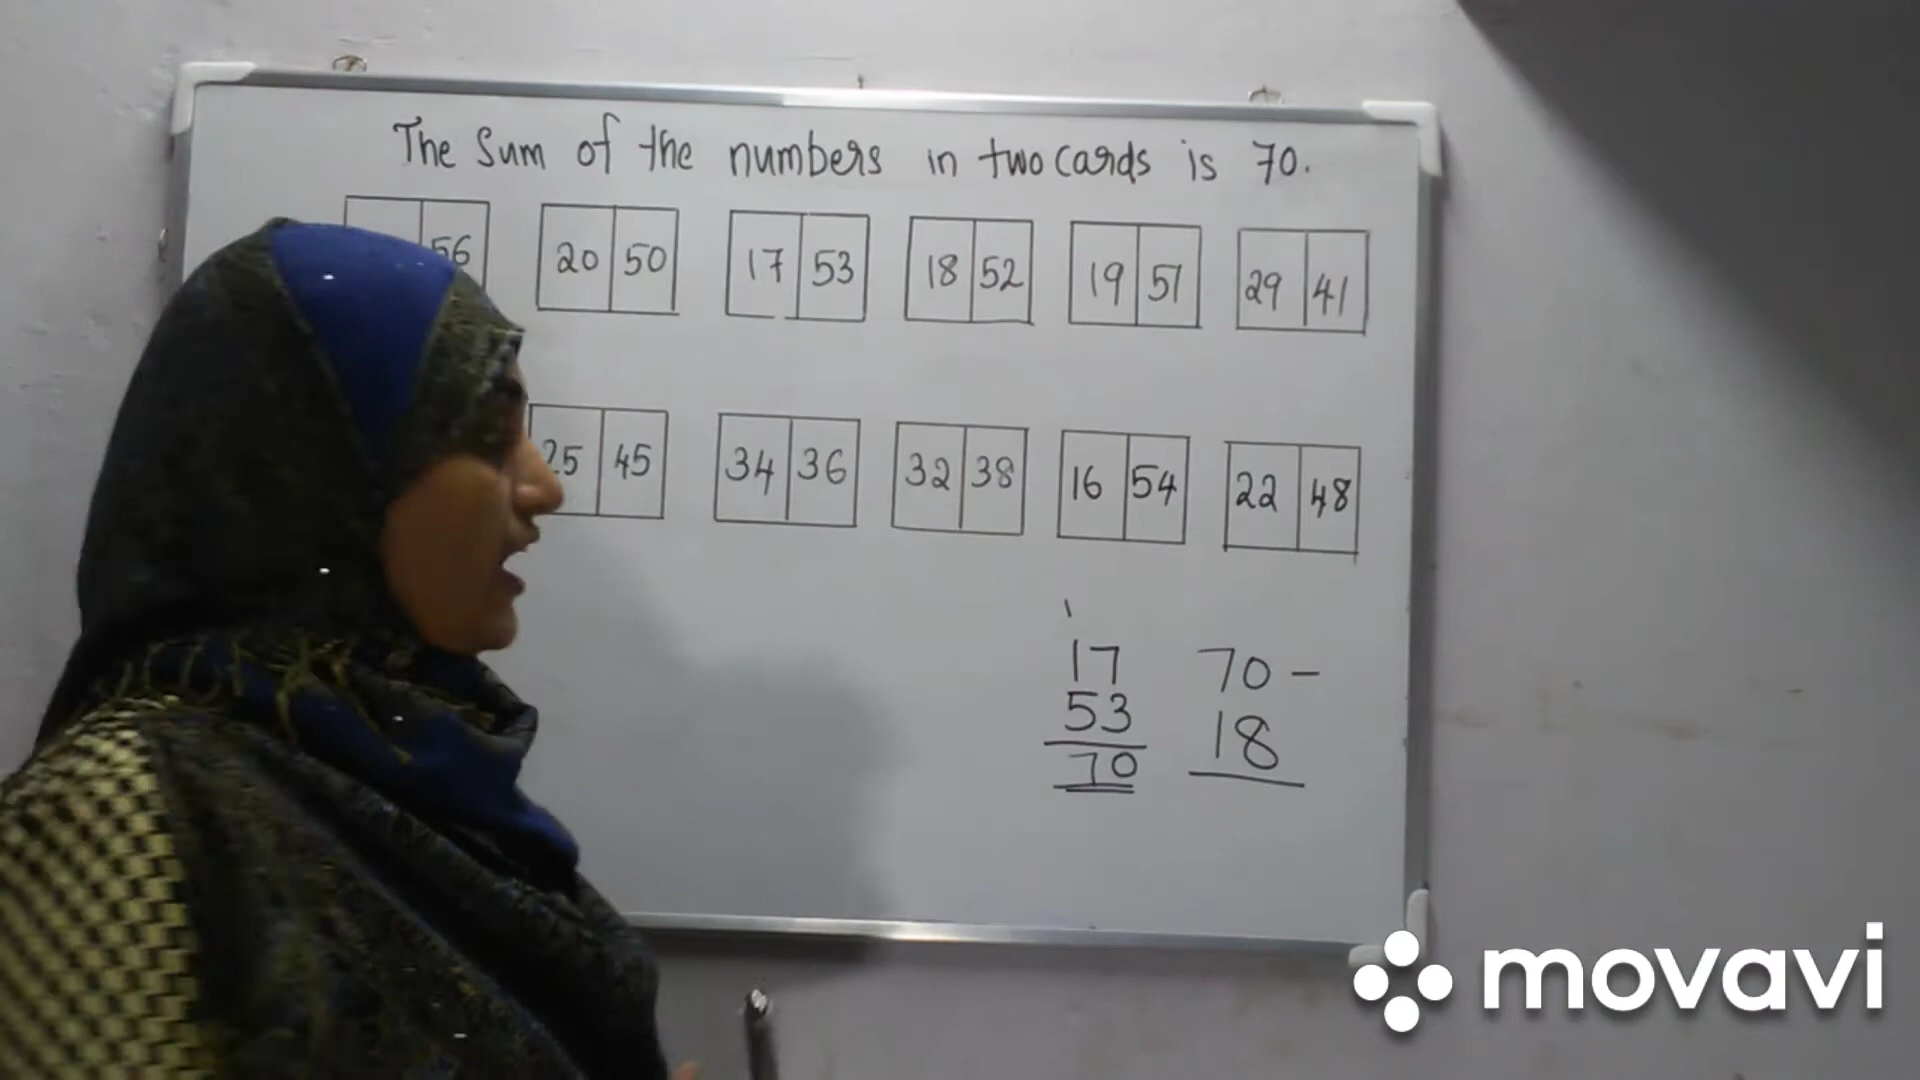 The Sum of the numbers in two cards is 70.
56 20 50 17 53 18 52 19 51 29 41
25 45 34 36 32 38 16 54 22 48
1
17 70 -
53 18
70
movavi